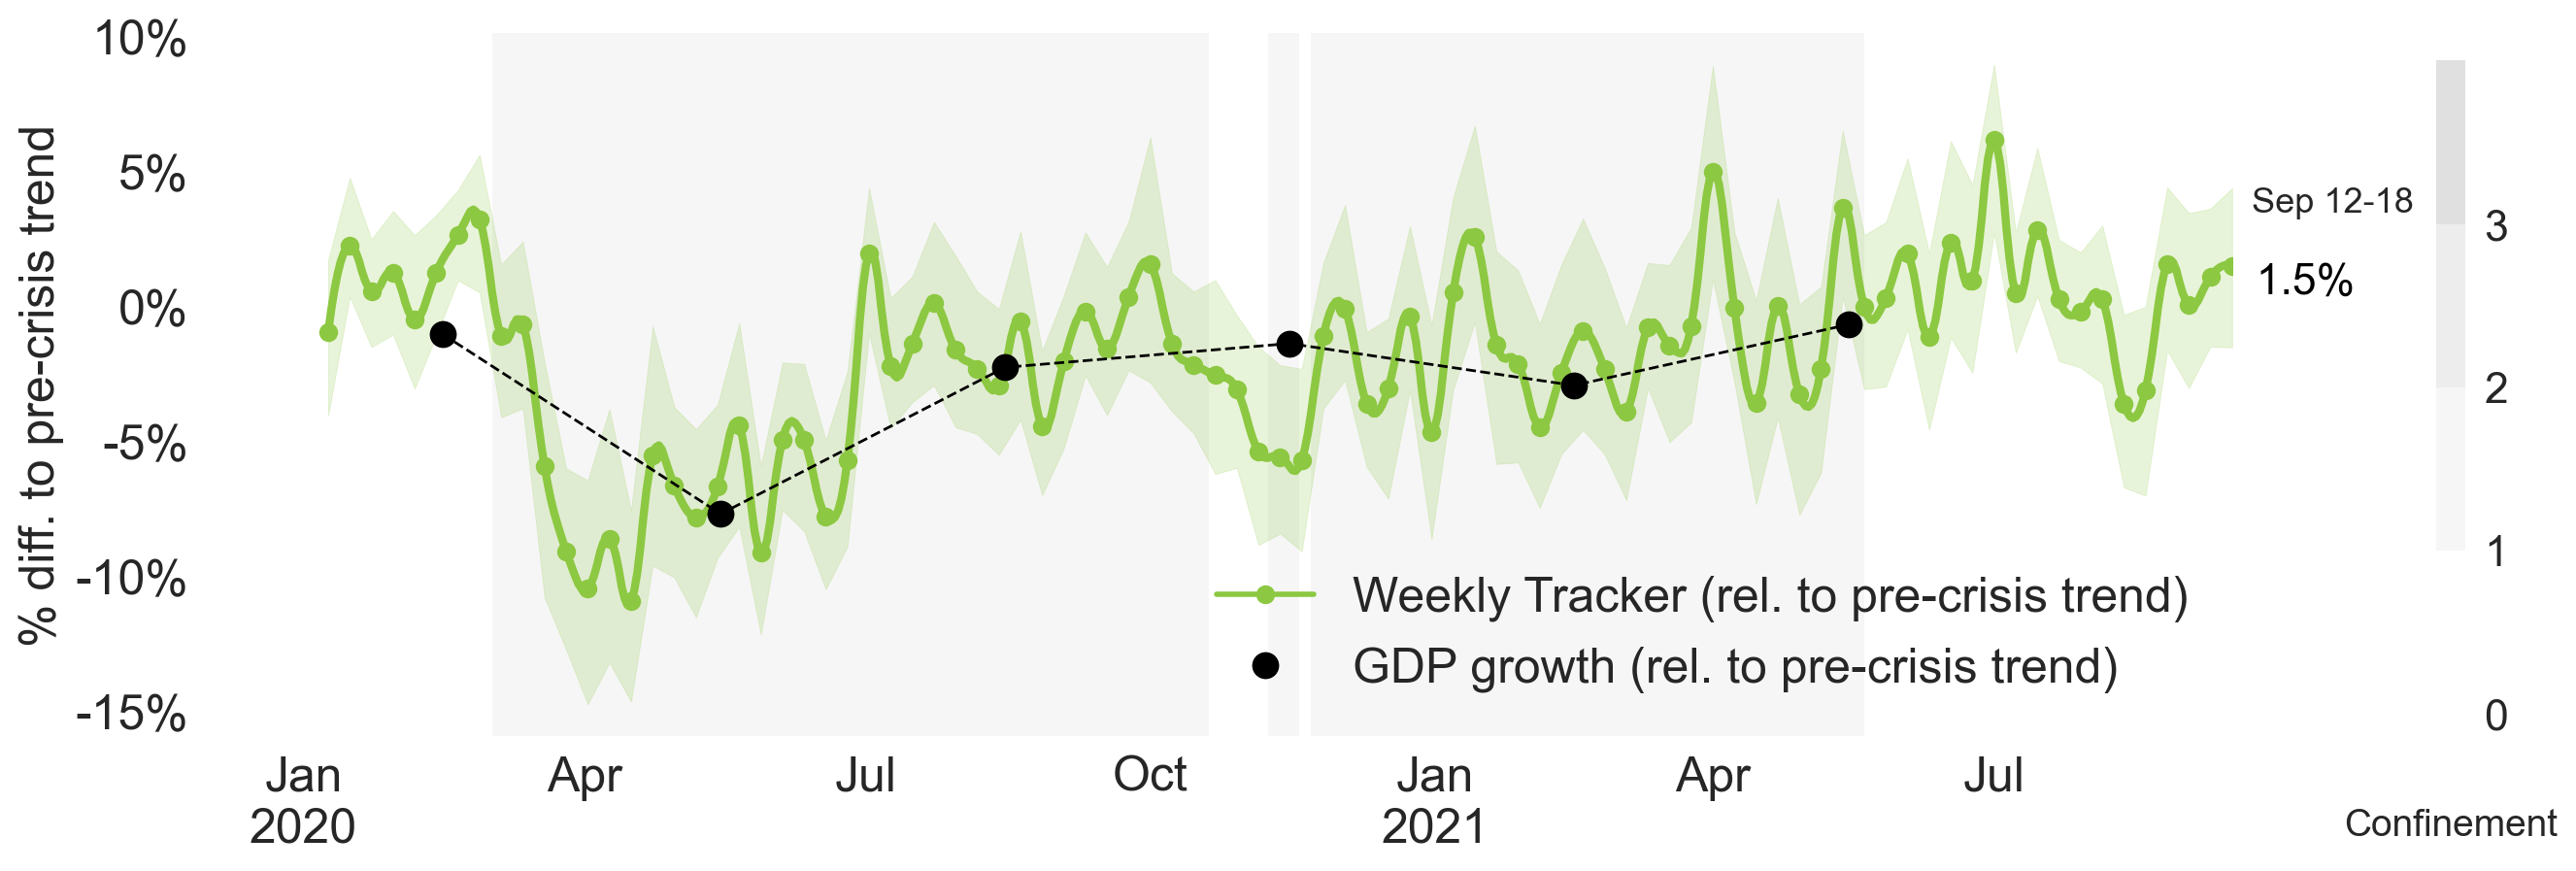 % diff. to pre-crisis trend
10%
5%
0%
-5%
-10%
-15%
Jan
2020
Apr
Jul
Oct
Jan
2021
Apr
Jul
Sep 12-18
1.5%
Weekly Tracker (rel. to pre-crisis trend)
GDP growth (rel. to pre-crisis trend)
3
2
1
0
Confinement